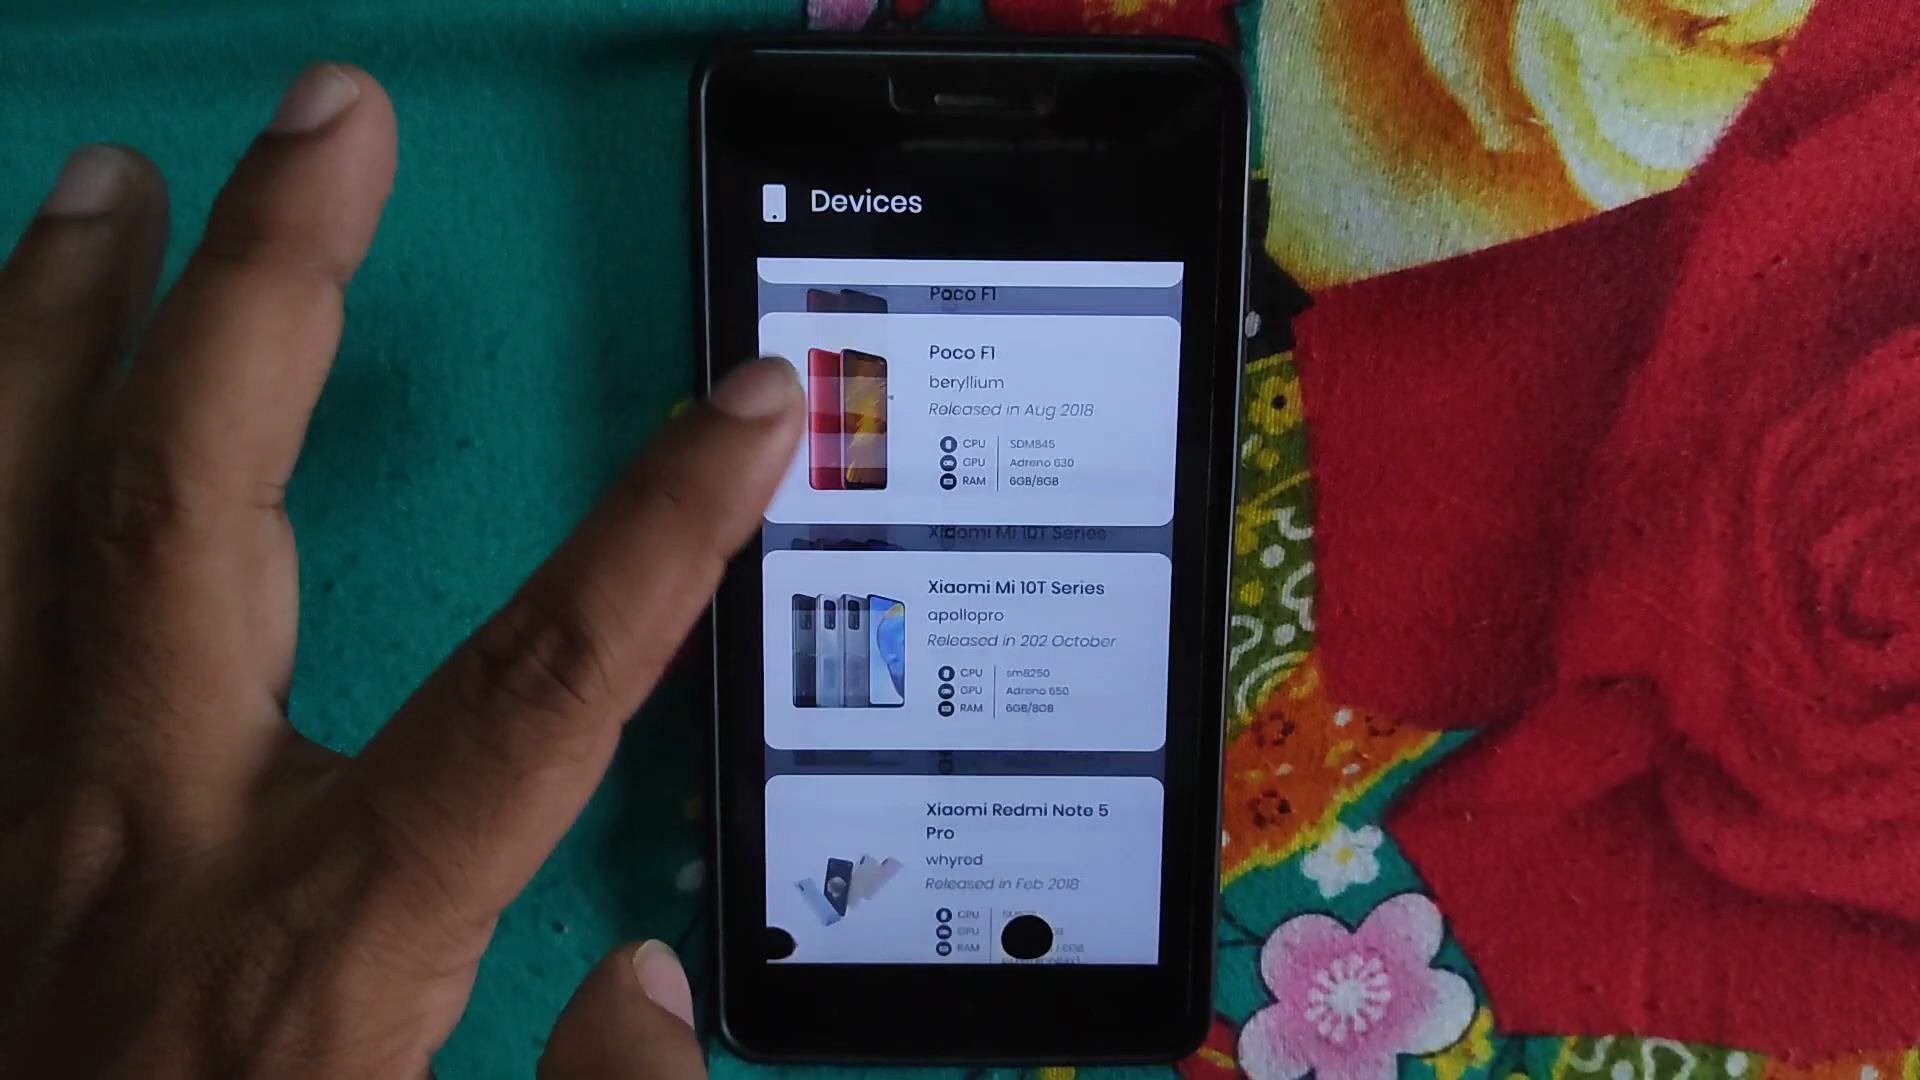 Devices
Poco F1
Poco F1
beryllium
Released in Aug 2018
CPU SDM845
GPU Adreno 630
RAM 6GB/8GB
Xiaomi Mi 10T Series
Xiaomi Mi 10T Series
apollopro
Released in 202 October
CPU sm8250
GPU Adreno 650
RAM 6GB/8GB
Xiaomi Redmi Note 5
Pro
whyred
Released in Feb 2018
CPU
GPU
RAM